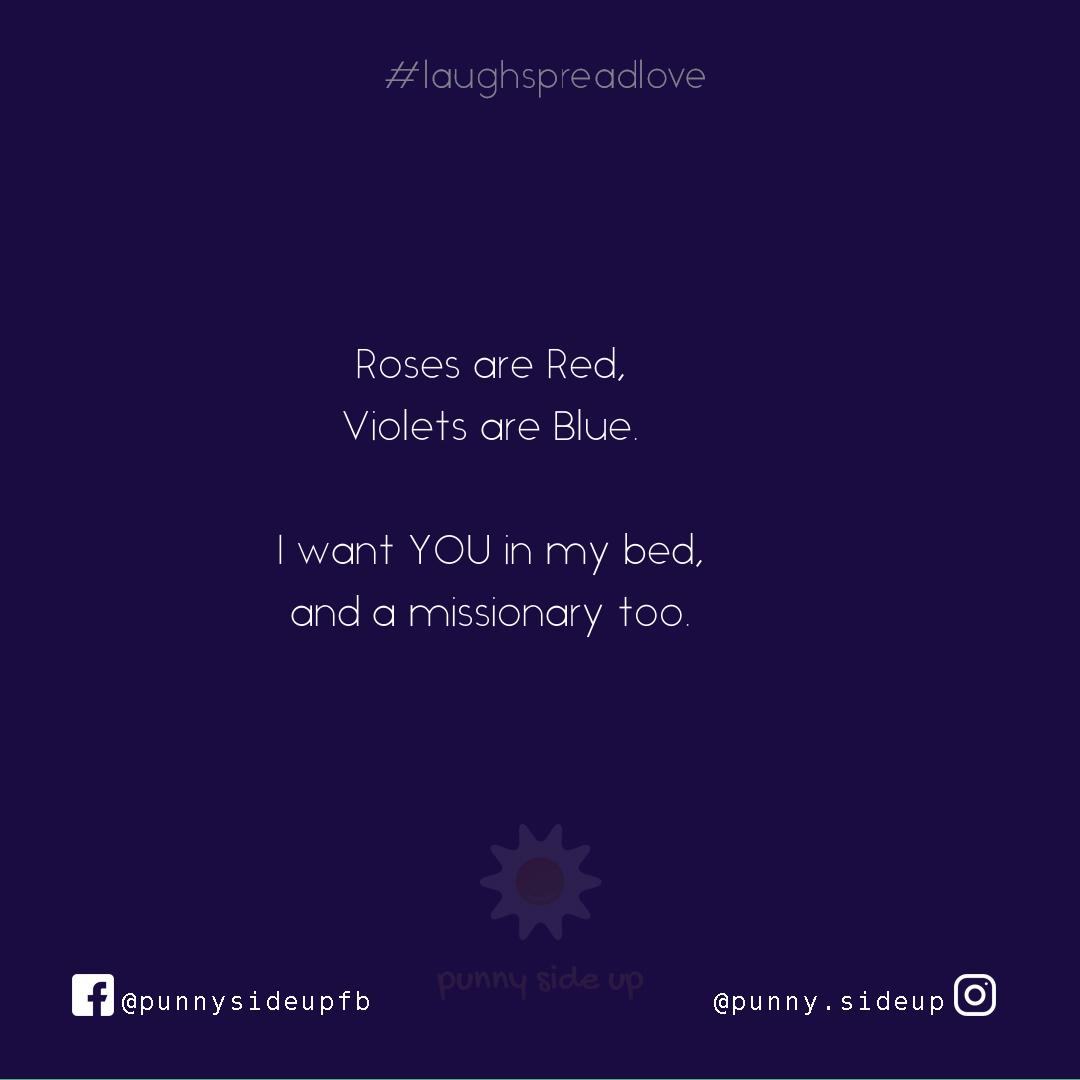 #laughspreadlove
Roses are Red,
Violets are Blue.
I want YOU in my bed,
and a missionary too.
punny side up
@punnysideupfb
@punny.sideup